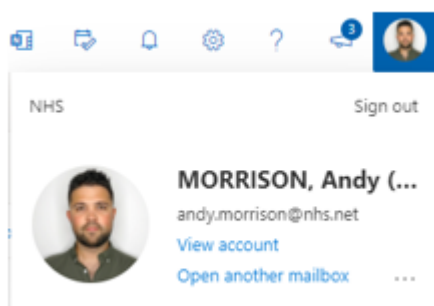 3
NHS Sign out
MORRISON, Andy (...
andy.morrison@nhs.net
View account
Open another mailbox ...